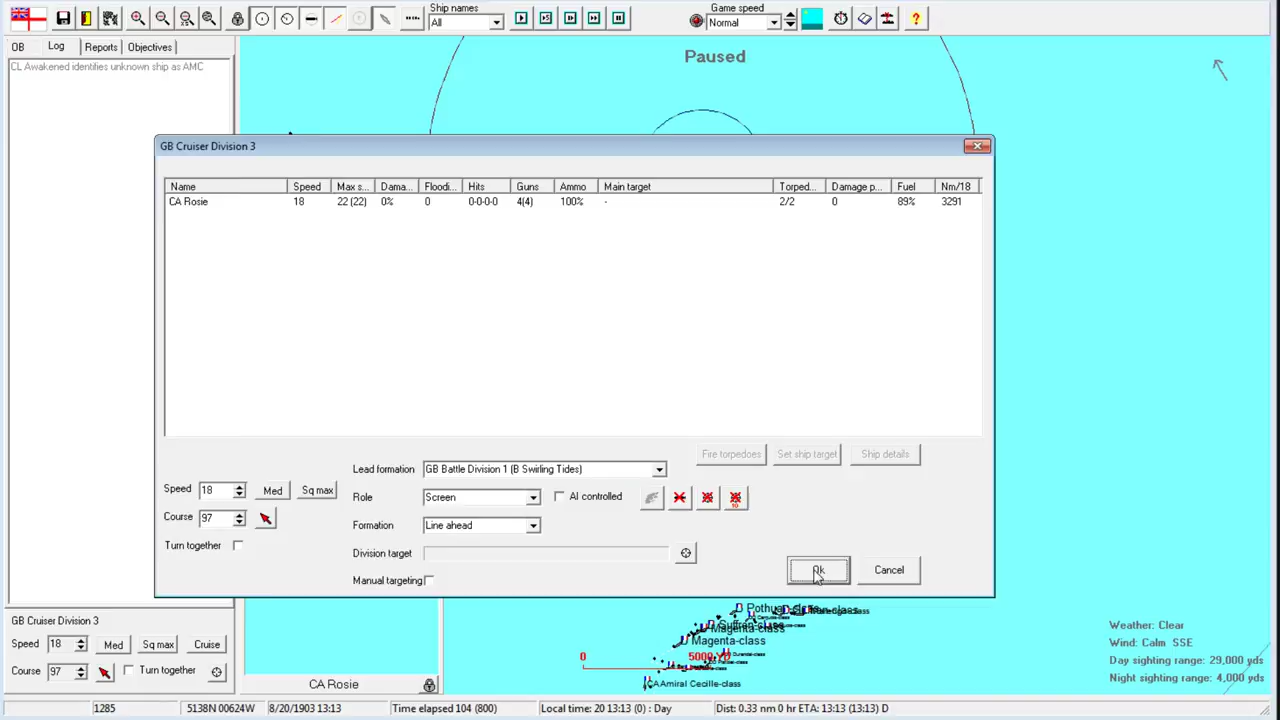 Ship names
All
Game speed
Normal
OB Log Reports Objectives
CL Awakened identifies unknown ship as AMC
Paused
GB Cruiser Division 3
Name Speed Max s... Dama... Floodi... Hits Guns Ammo Main target Torped... Damage p... Fuel Nm/18
CA Rosie 18 22 (22) 0% 0 0-0-0-0 4(4) 100% - 2/2 0 89% 3291
Fire torpedoes Set ship target Ship details
Lead formation GB Battle Division 1 (B Swirling Tides)
Speed 18 Med Sq max
Role Screen AI controlled
Course 97
Formation Line ahead
Turn together
Division target
Manual targeting
Ok Cancel
GB Cruiser Division 3
Speed 18 Med Sq max Cruise
Course 97 Turn together
CA Rosie
Magenta-class
Magenta-class
0 5000 YD
CA Amiral Cecille-class
Weather: Clear
Wind: Calm SSE
Day sighting range: 29,000 yds
Night sighting range: 4,000 yds
1285 5138N 00624W 8/20/1903 13:13 Time elapsed 104 (800) Local time: 20 13:13 () : Day Dist: 0.33 nm 0 hr ETA: 13:13 (13:13) D